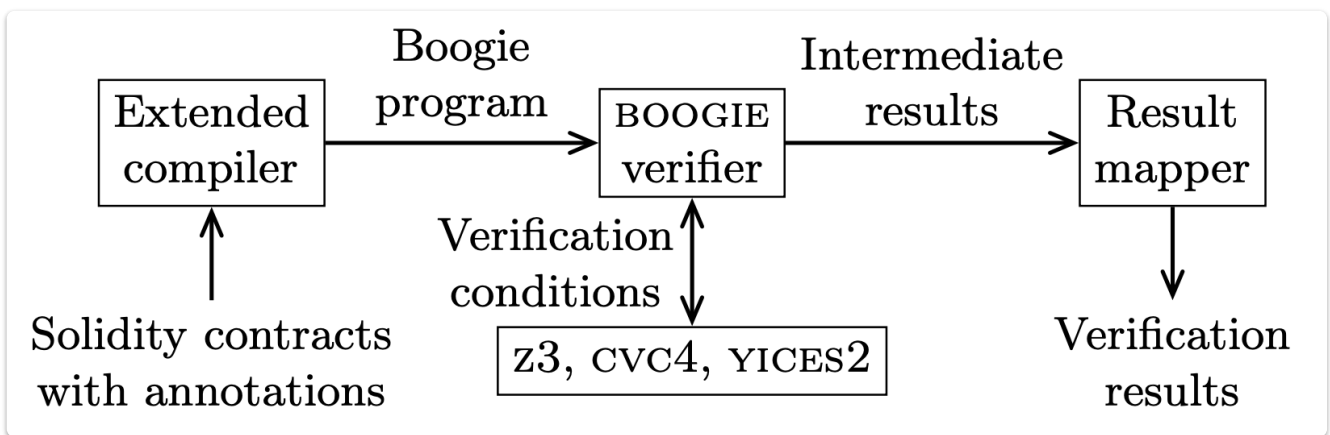 Boogie
program
Intermediate
results
Extended
compiler
BOOGIE
verifier
Result
mapper
Verification
conditions
Solidity contracts
with annotations
Z3, CVC4, YICES2
Verification
results